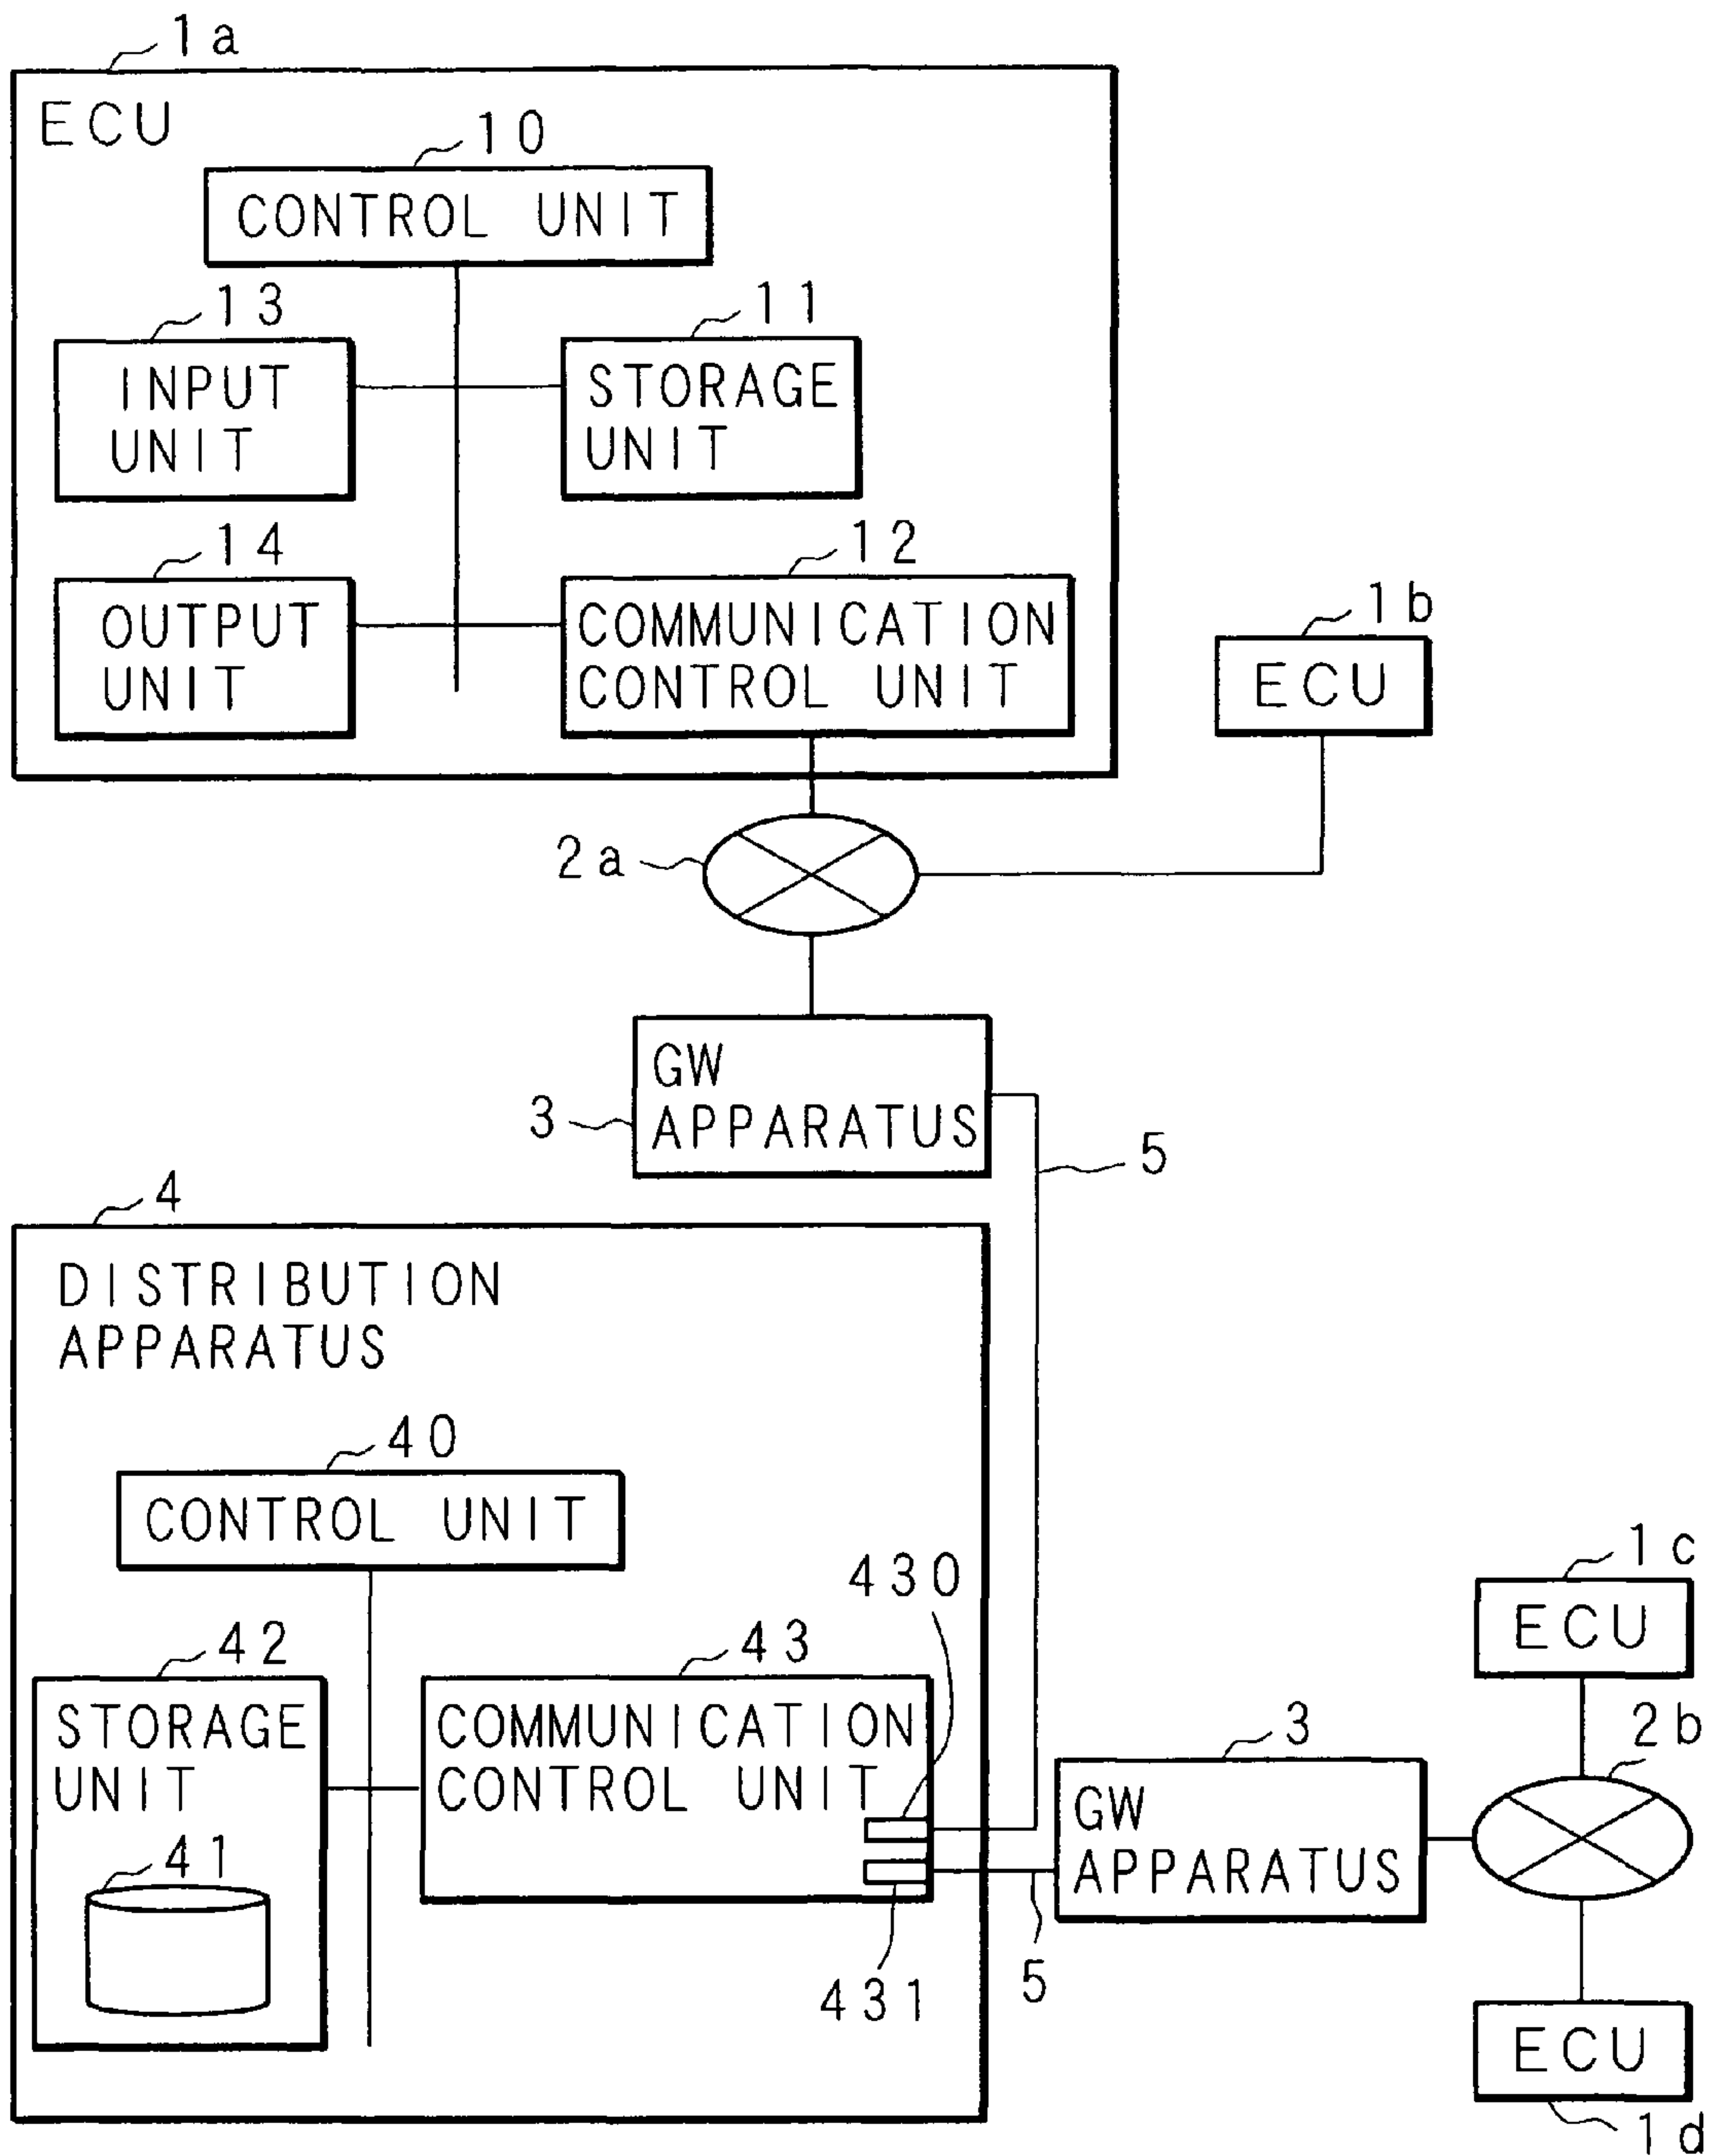 1a
ECU
10
CONTROL UNIT
13
11
INPUT
UNIT
STORAGE
UNIT
14
12
OUTPUT
UNIT
COMMUNICATION
CONTROL UNIT
1b
ECU
2a
GW
APPARATUS
3
5
4
DISTRIBUTION
APPARATUS
40
CONTROL UNIT
430
42
43
STORAGE
UNIT
COMMUNICATION
CONTROL UNIT
41
431
5
3
GW
APPARATUS
1c
ECU
2b
ECU
1d